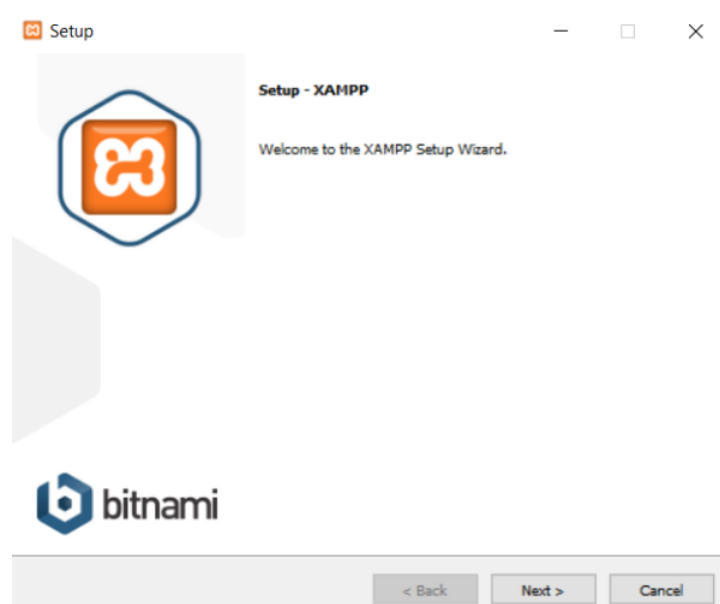 Setup
Setup - XAMPP
Welcome to the XAMPP Setup Wizard.
bitnami
< Back
Next >
Cancel